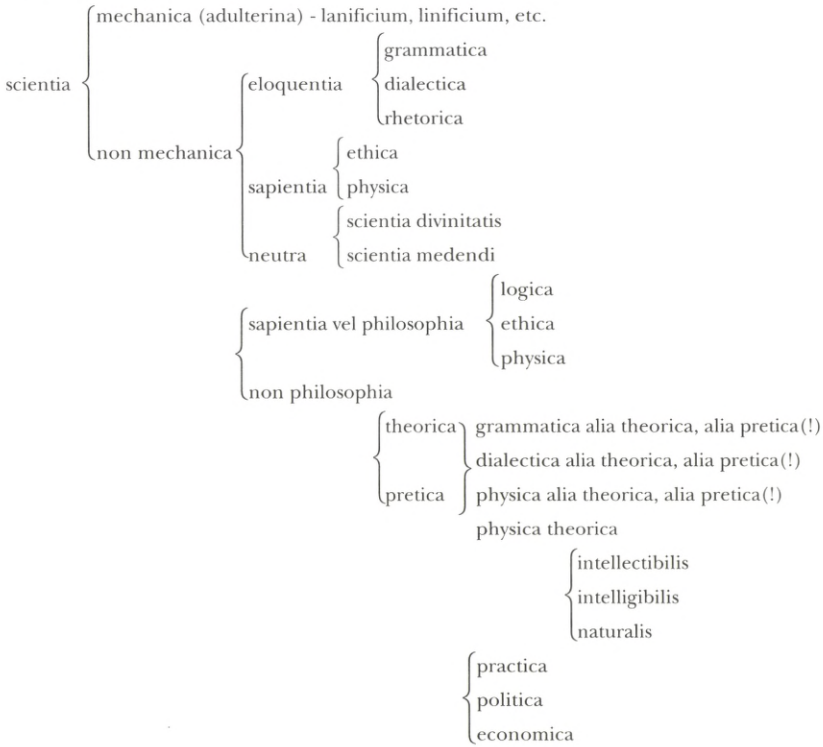 mechanica (adulterina) - lanificium, linificium, etc.
grammatica
scientia eloquentia dialectica
rhetorica
non mechanica ethica
sapientia physica
scientia divinitatis
neutra scientia medendi
logica
sapientia vel philosophia ethica
physica
non philosophia
theorica grammatica alia theorica, alia pretica(!)
dialectica alia theorica, alia pretica(!)
pretica physica alia theorica, alia pretica(!)
physica theorica
intellectibilis
intelligibilis
naturalis
practica
politica
economica